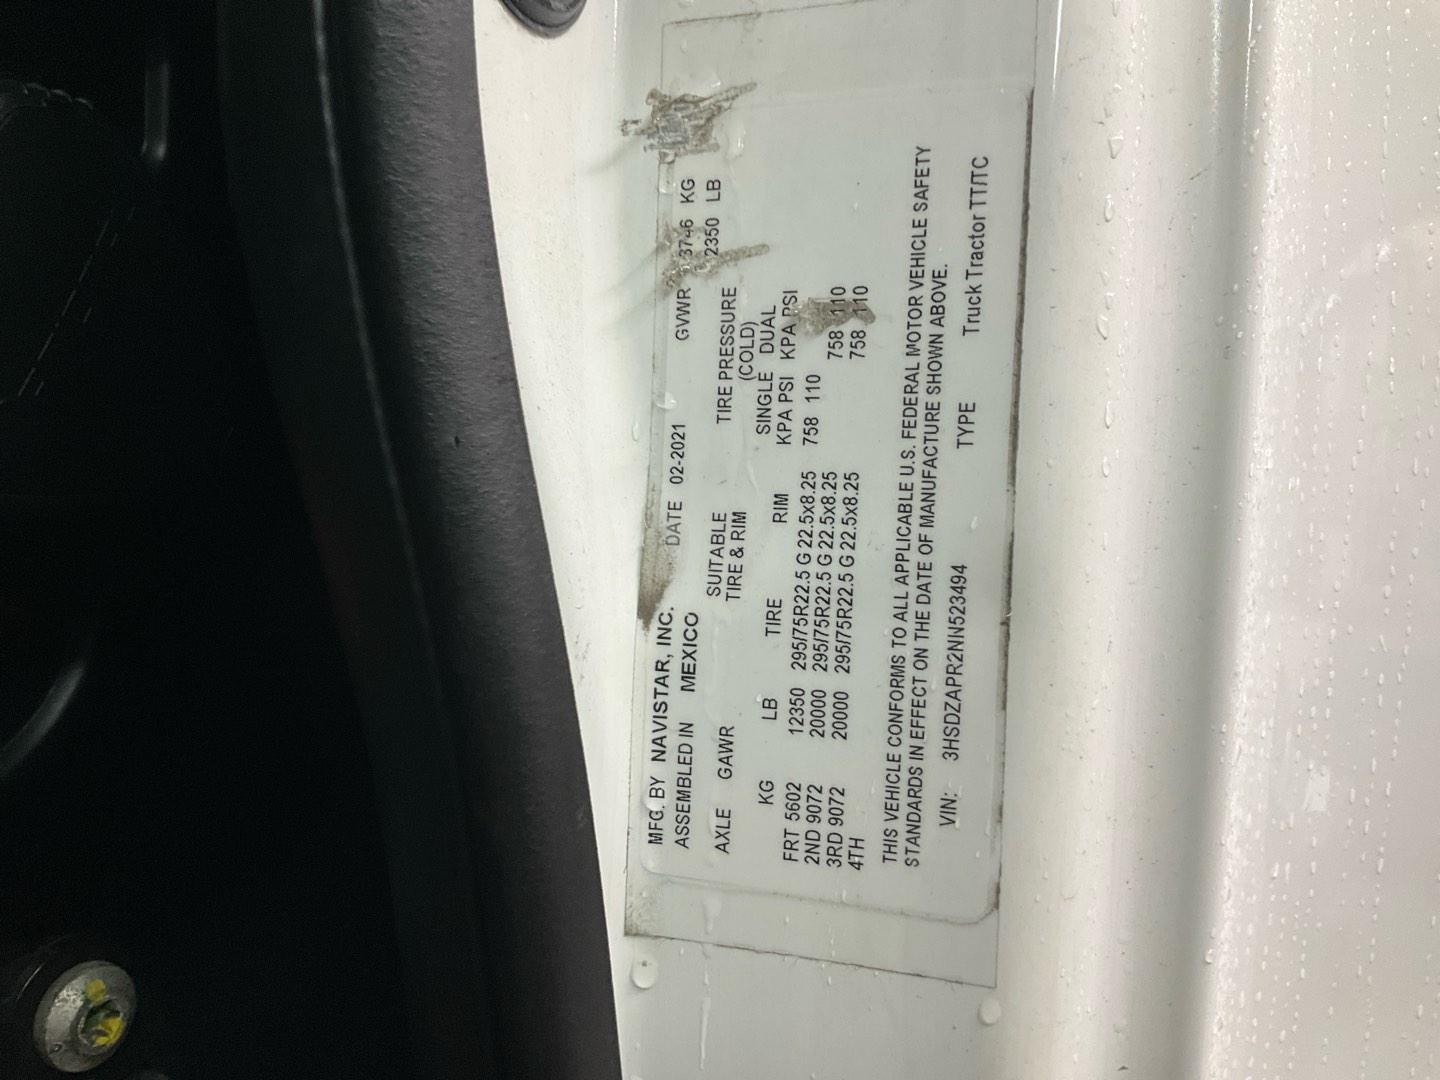 MFG. BY NAVISTAR, INC. DATE 02-2021 GVWR 3746 KG
ASSEMBLED IN MEXICO 2350 LB
AXLE GAWR SUITABLE TIRE PRESSURE
TIRE & RIM (COLD)
SINGLE DUAL
KG LB TIRE RIM KPA PSI KPA PSI
FRT 5602 12350 295/75R22.5 G 22.5x8.25 758 110
2ND 9072 20000 295/75R22.5 G 22.5x8.25 758 110
3RD 9072 20000 295/75R22.5 G 22.5x8.25 758 110
4TH
THIS VEHICLE CONFORMS TO ALL APPLICABLE U.S. FEDERAL MOTOR VEHICLE SAFETY
STANDARDS IN EFFECT ON THE DATE OF MANUFACTURE SHOWN ABOVE.
VIN: 3HSDZAPR2NN523494 TYPE Truck Tractor TT/TC